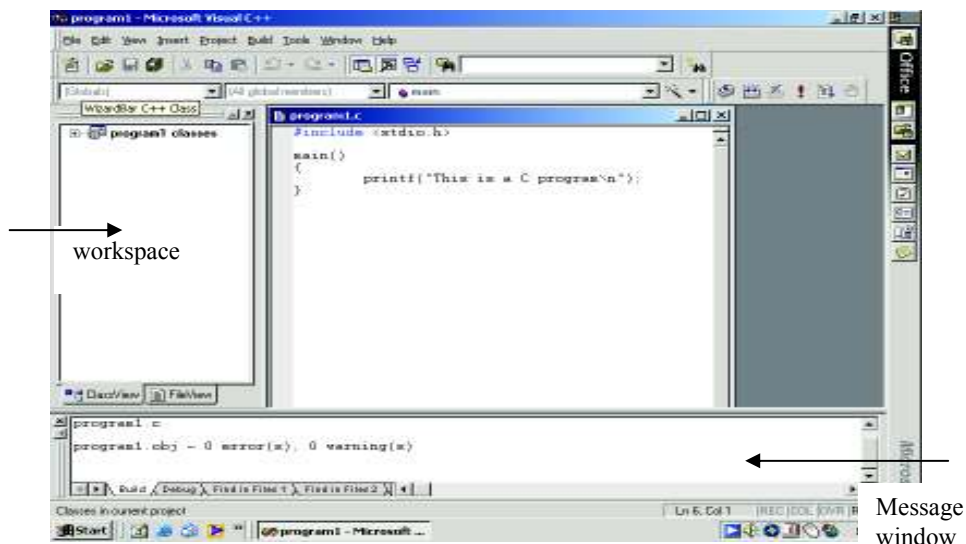 program1 - Microsoft Visual C++
File Edit View Insert Project Build Tools Window Help
(Globals) (All global members) main
WizardBar C++ Class
program1 classes
program1.c
#include <stdio.h>
main()
{
printf("This is a C program\n");
}
workspace
ClassView FileView
program1.c
program1.obj - 0 error(s), 0 warning(s)
Build Debug Find in Files 1 Find in Files 2
Classes in current project
Ln 6, Col 1 REC COL OVR
Start program1 - Microsoft ...
Office
Message
window